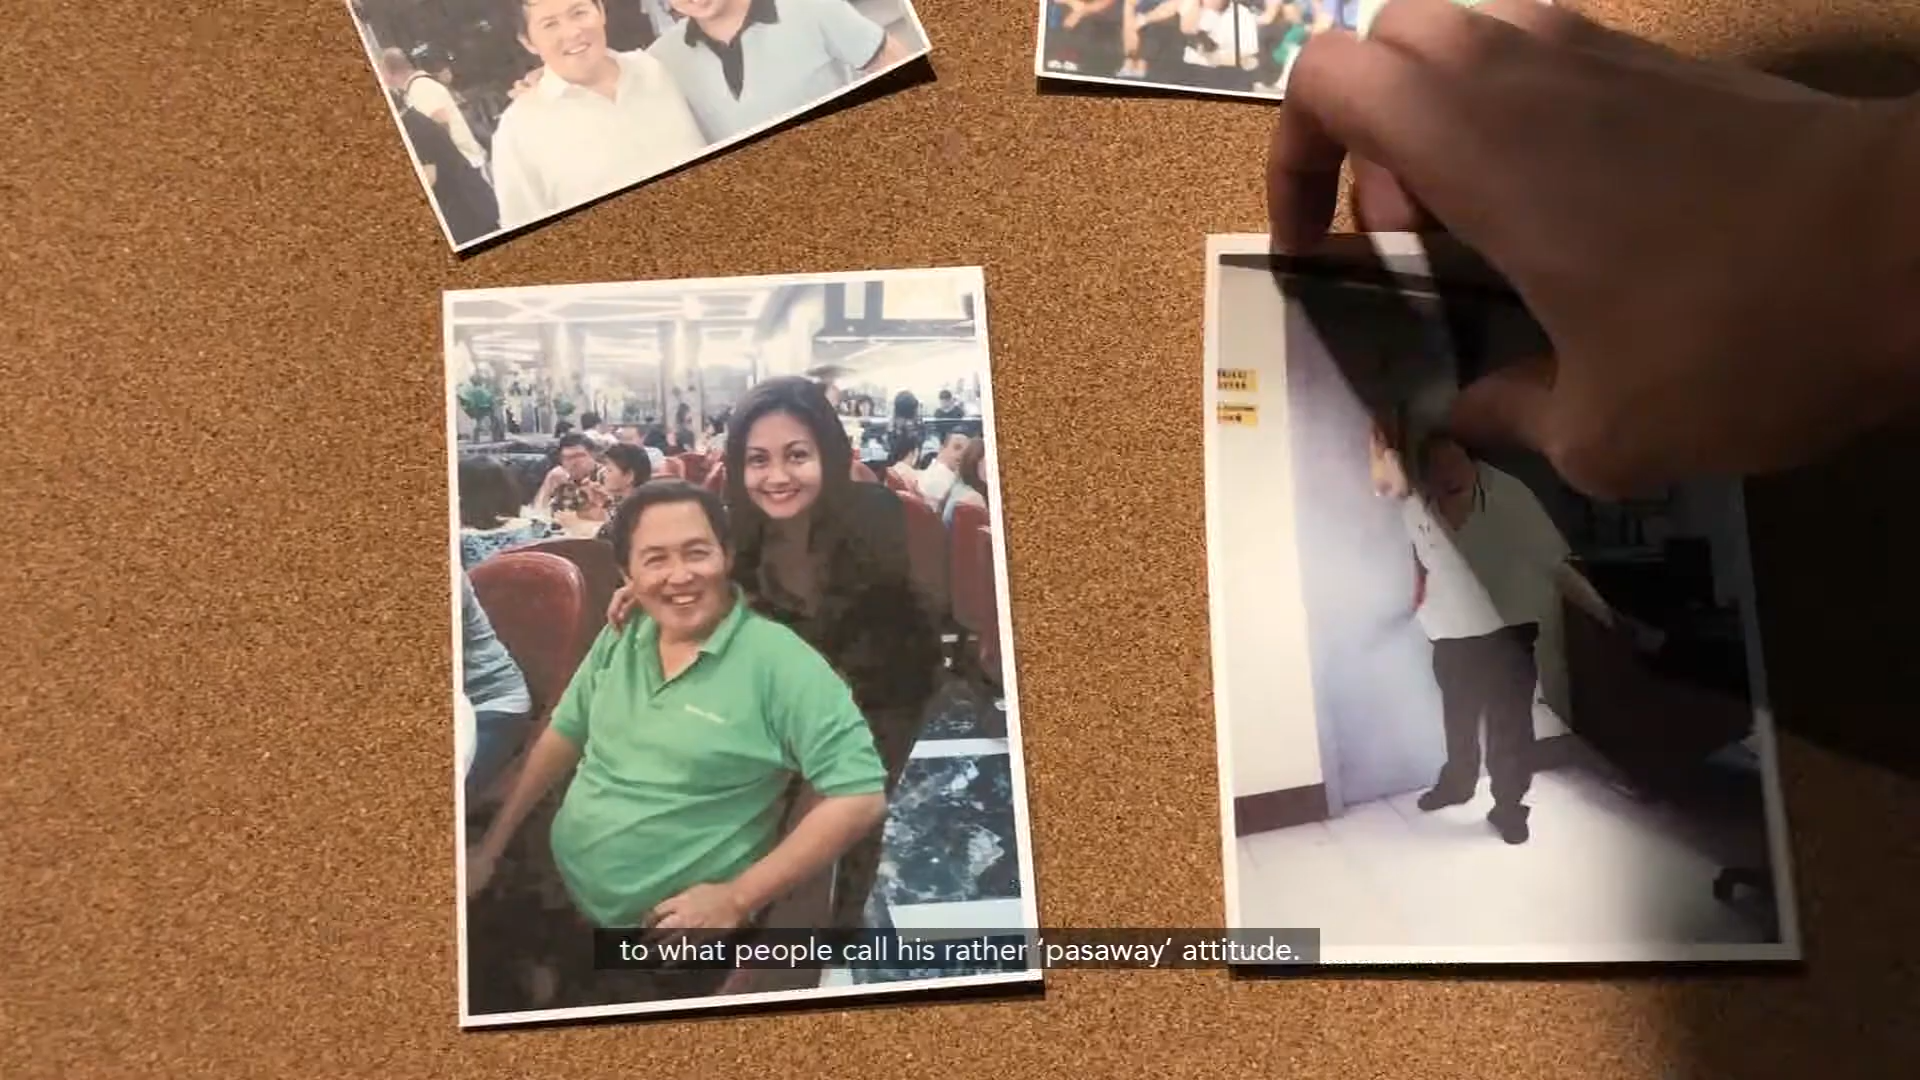 to what people call his rather ‘pasaway’ attitude.